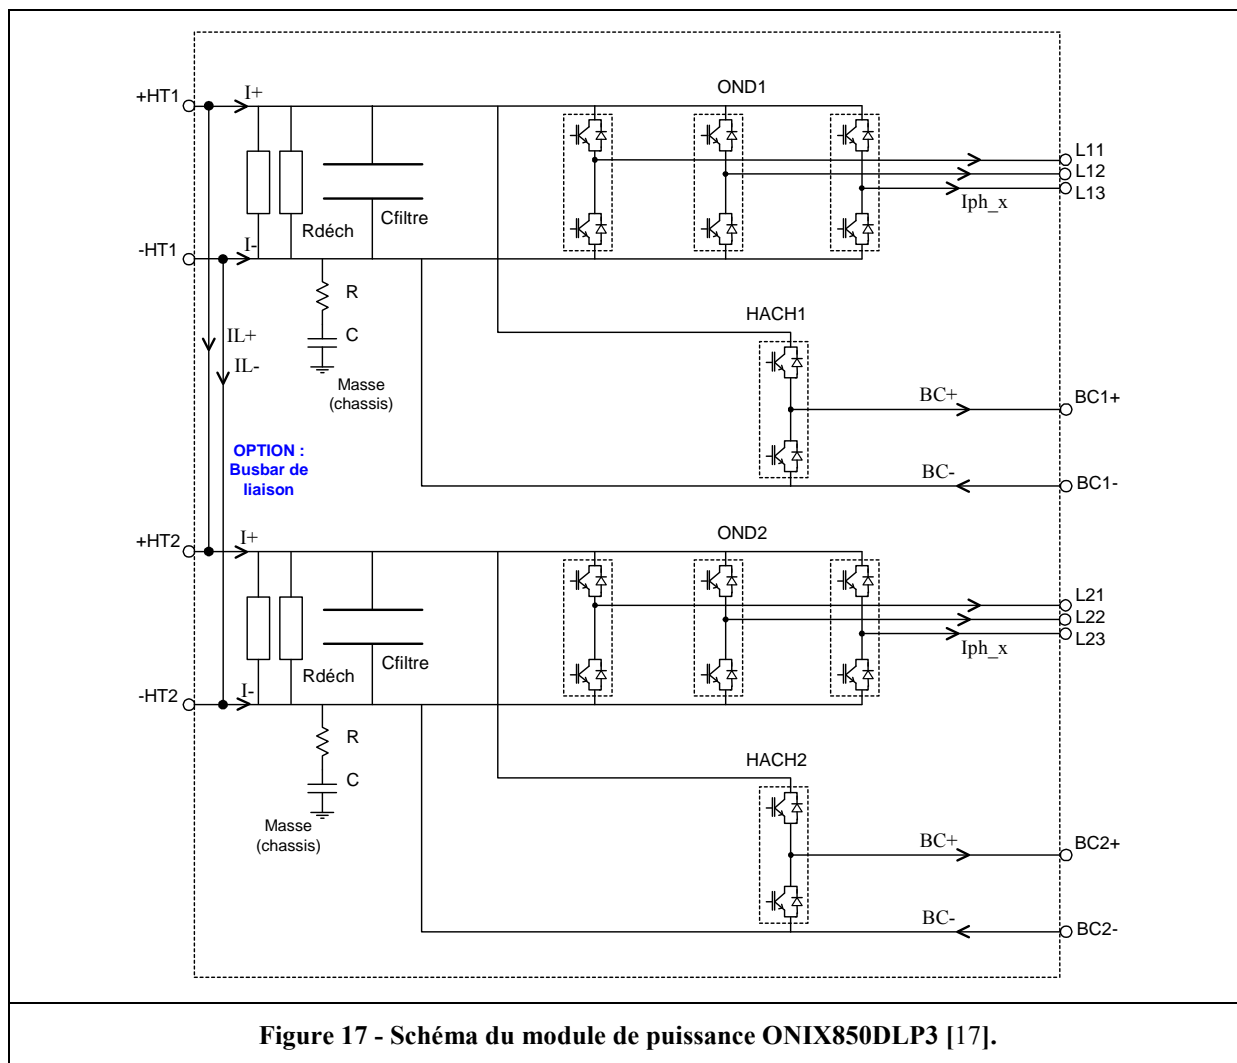 OND1
+HT1
I+
L11
L12
L13
Iph_x
Cfiltre
Rdéch
-HT1
I-
R
C
HACH1
IL+
IL-
Masse
(chassis)
BC+
BC1+
OPTION :
Busbar de
liaison
BC-
BC1-
OND2
+HT2
I+
L21
L22
L23
Iph_x
Cfiltre
Rdéch
-HT2
I-
R
C
HACH2
Masse
(chassis)
BC+
BC2+
BC-
BC2-
Figure 17 - Schéma du module de puissance ONIX850DLP3 [17].